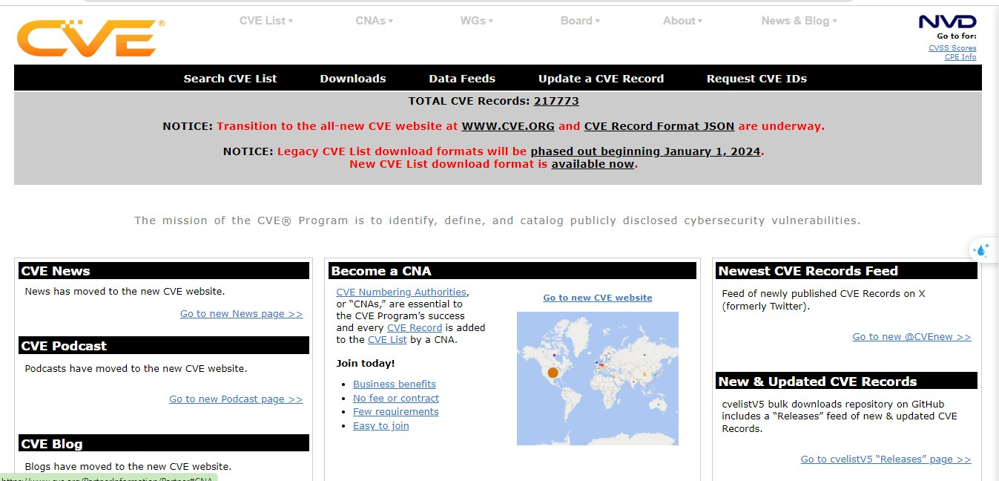 CVE®
CVE List
CNAs
WGs
Board
About
News & Blog
NVD
Go to for:
CVSS Scores
CPE Info
Search CVE List
Downloads
Data Feeds
Update a CVE Record
Request CVE IDs
TOTAL CVE Records: 217773
NOTICE: Transition to the all-new CVE website at WWW.CVE.ORG and CVE Record Format JSON are underway.
NOTICE: Legacy CVE List download formats will be phased out beginning January 1, 2024.
New CVE List download format is available now.
The mission of the CVE® Program is to identify, define, and catalog publicly disclosed cybersecurity vulnerabilities.
CVE News
News has moved to the new CVE website.
Go to new News page >>
CVE Podcast
Podcasts have moved to the new CVE website.
Go to new Podcast page >>
CVE Blog
Blogs have moved to the new CVE website.
Become a CNA
CVE Numbering Authorities,
or “CNAs,” are essential to
the CVE Program’s success
and every CVE Record is added
to the CVE List by a CNA.
Join today!
Business benefits
No fee or contract
Few requirements
Easy to join
Go to new CVE website
Newest CVE Records Feed
Feed of newly published CVE Records on X
(formerly Twitter).
Go to new @CVEnew >>
New & Updated CVE Records
cvelistV5 bulk downloads repository on GitHub
includes a “Releases” feed of new & updated CVE
Records.
Go to cvelistV5 “Releases” page >>
https://www.cve.org/PartnerInformation/Partner#CNA